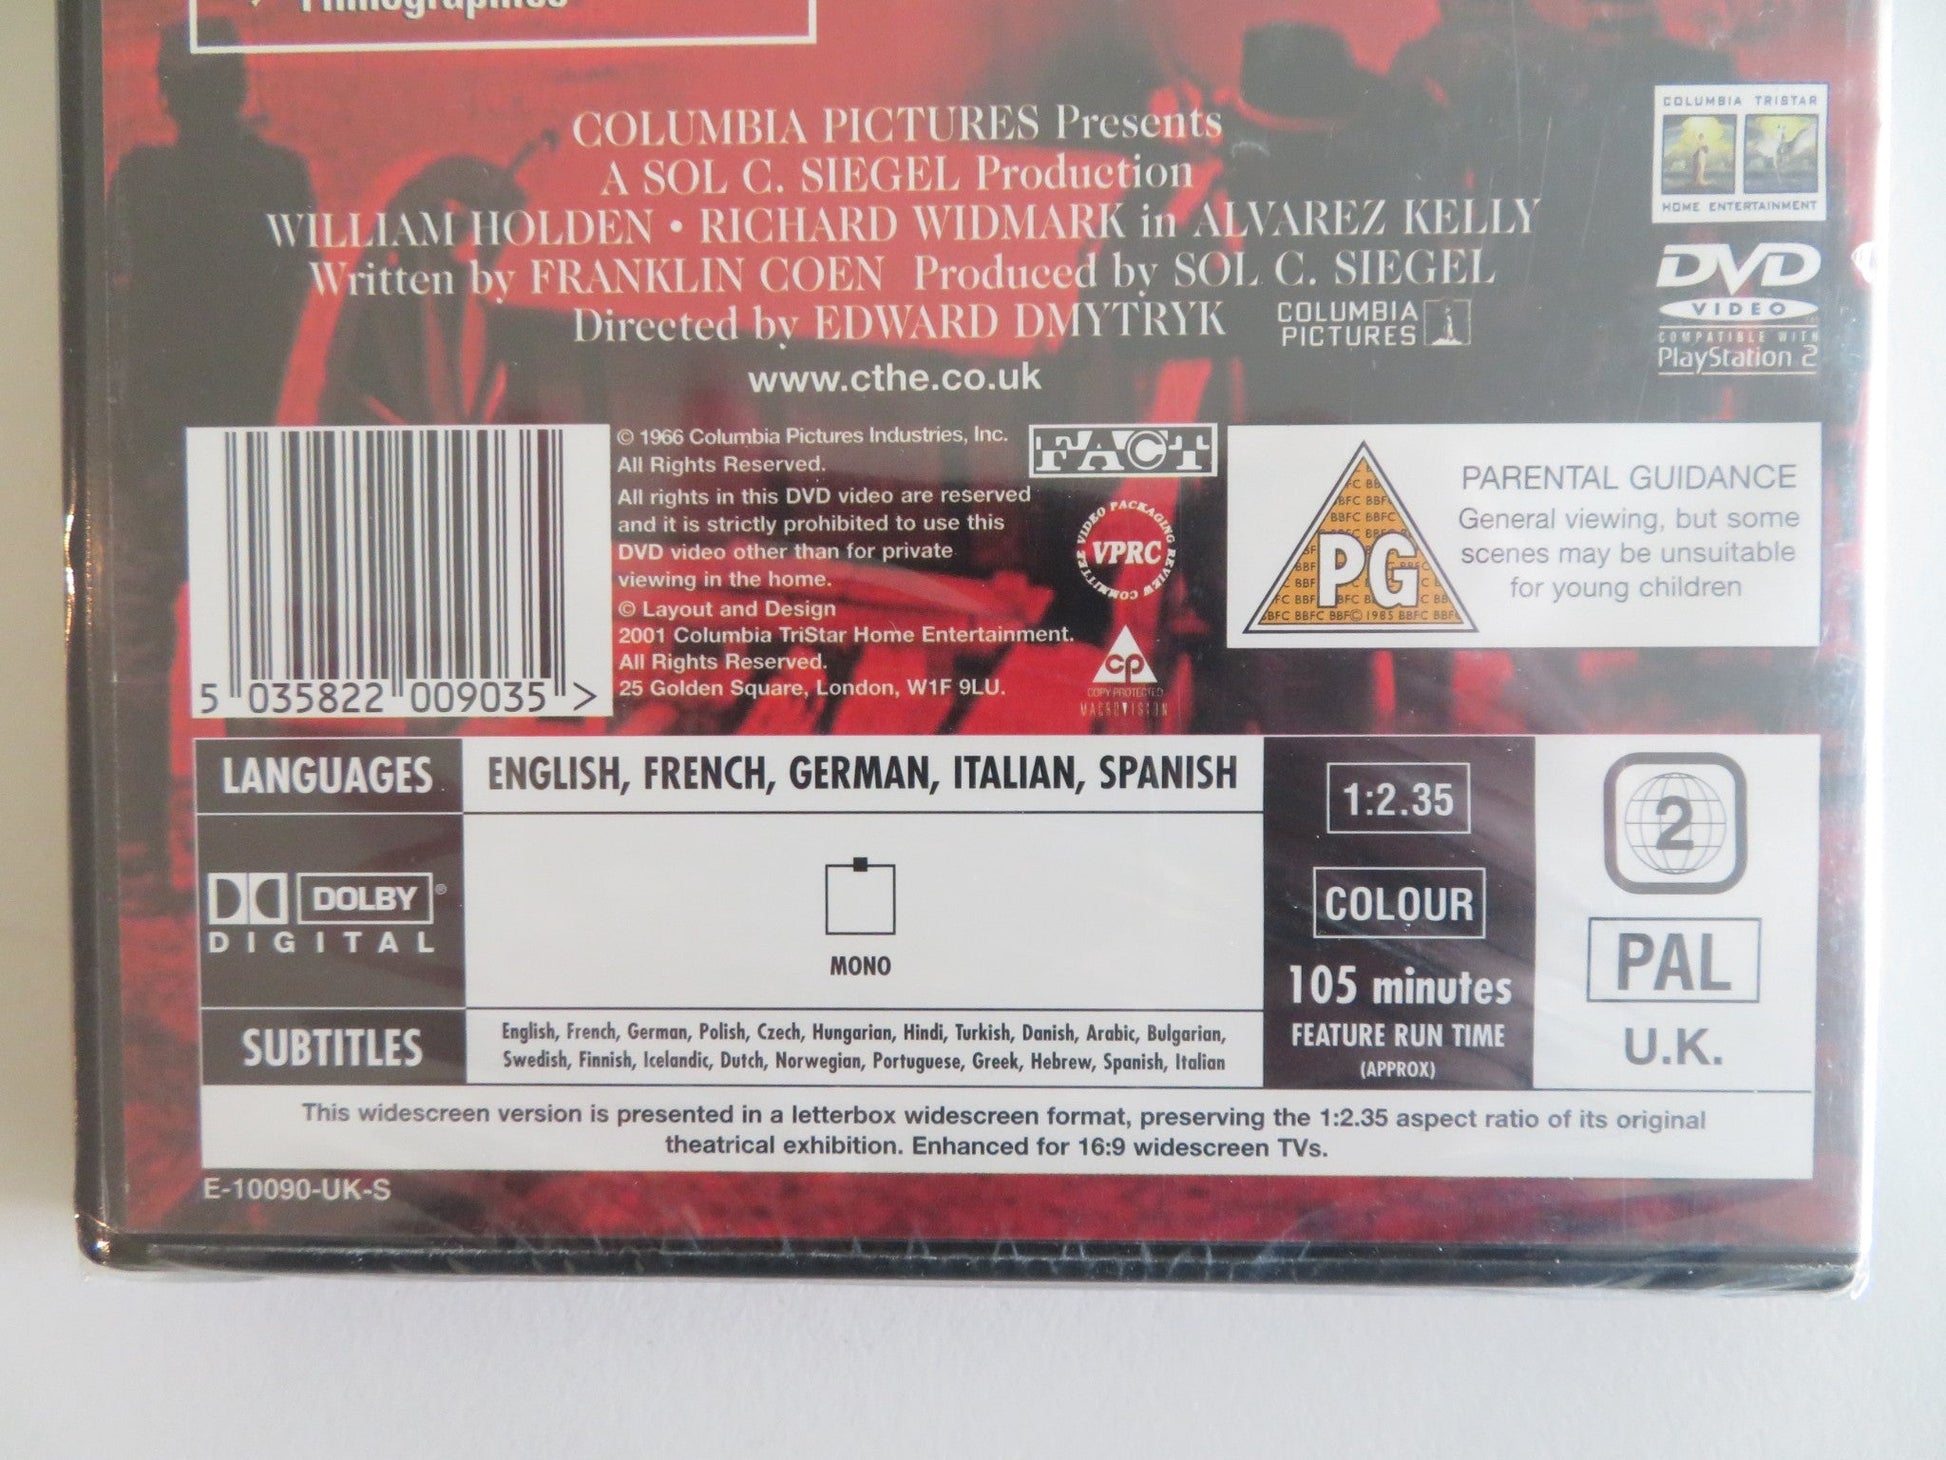 Filmographies
COLUMBIA PICTURES Presents
A SOL C. SIEGEL Production
WILLIAM HOLDEN • RICHARD WIDMARK in ALVAREZ KELLY
Written by FRANKLIN COEN Produced by SOL C. SIEGEL
Directed by EDWARD DMYTRYK
COLUMBIA
PICTURES
www.cthe.co.uk
COLUMBIA TRISTAR
HOME ENTERTAINMENT
DVD
VIDEO
COMPATIBLE WITH
PlayStation 2
5 035822 009035 >
© 1966 Columbia Pictures Industries, Inc.
All Rights Reserved.
All rights in this DVD video are reserved
and it is strictly prohibited to use this
DVD video other than for private
viewing in the home.
© Layout and Design
2001 Columbia TriStar Home Entertainment.
All Rights Reserved.
25 Golden Square, London, W1F 9LU.
FACT
VIDEO PACKAGING REVIEW COMMITTEE
VPRC
cp
COPY PROTECTED
MACROVISION
PG
BBFC BBFC BBFC © 1985 BBFC BBFC
PARENTAL GUIDANCE
General viewing, but some
scenes may be unsuitable
for young children
LANGUAGES
ENGLISH, FRENCH, GERMAN, ITALIAN, SPANISH
DOLBY®
DIGITAL
MONO
SUBTITLES
English, French, German, Polish, Czech, Hungarian, Hindi, Turkish, Danish, Arabic, Bulgarian,
Swedish, Finnish, Icelandic, Dutch, Norwegian, Portuguese, Greek, Hebrew, Spanish, Italian
1:2.35
COLOUR
105 minutes
FEATURE RUN TIME
(APPROX)
2
PAL
U.K.
This widescreen version is presented in a letterbox widescreen format, preserving the 1:2.35 aspect ratio of its original
theatrical exhibition. Enhanced for 16:9 widescreen TVs.
E-10090-UK-S